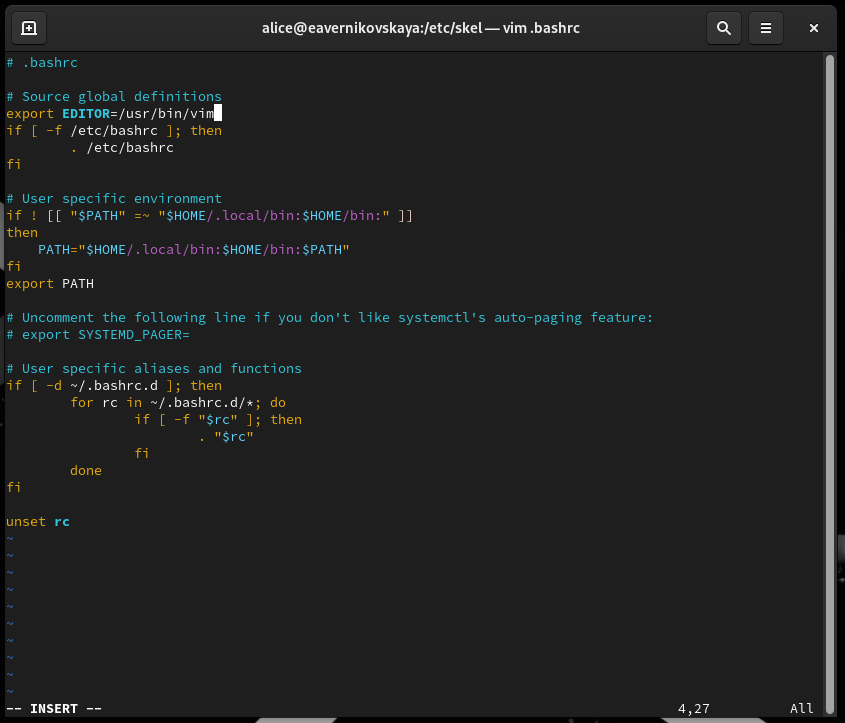 alice@eavernikovskaya:/etc/skel — vim .bashrc
# .bashrc

# Source global definitions
export EDITOR=/usr/bin/vim
if [ -f /etc/bashrc ]; then
        . /etc/bashrc
fi

# User specific environment
if ! [[ "$PATH" =~ "$HOME/.local/bin:$HOME/bin:" ]]
then
    PATH="$HOME/.local/bin:$HOME/bin:$PATH"
fi
export PATH

# Uncomment the following line if you don't like systemctl's auto-paging feature:
# export SYSTEMD_PAGER=

# User specific aliases and functions
if [ -d ~/.bashrc.d ]; then
        for rc in ~/.bashrc.d/*; do
                if [ -f "$rc" ]; then
                        . "$rc"
                fi
        done
fi

unset rc
~
~
~
~
~
~
~
~
~
~
-- INSERT -- 4,27 All